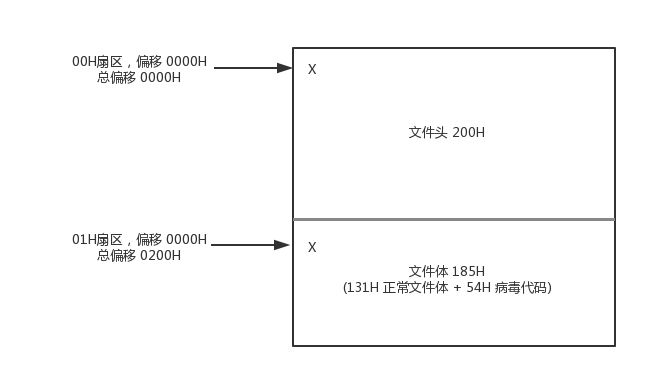 00H扇区，偏移 0000H
总偏移 0000H
X
文件头 200H
01H扇区，偏移 0000H
总偏移 0200H
X
文件体 185H
(131H 正常文件体 + 54H 病毒代码)